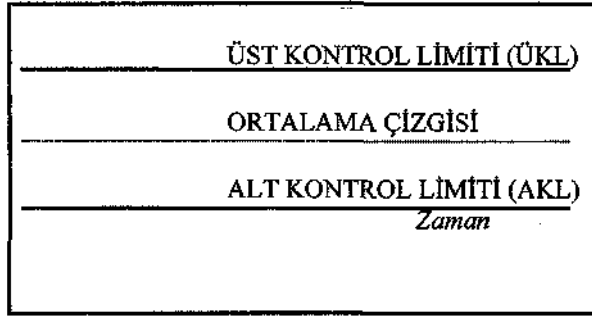 ÜST KONTROL LİMİTİ (ÜKL)
ORTALAMA ÇİZGİSİ
ALT KONTROL LİMİTİ (AKL)
Zaman